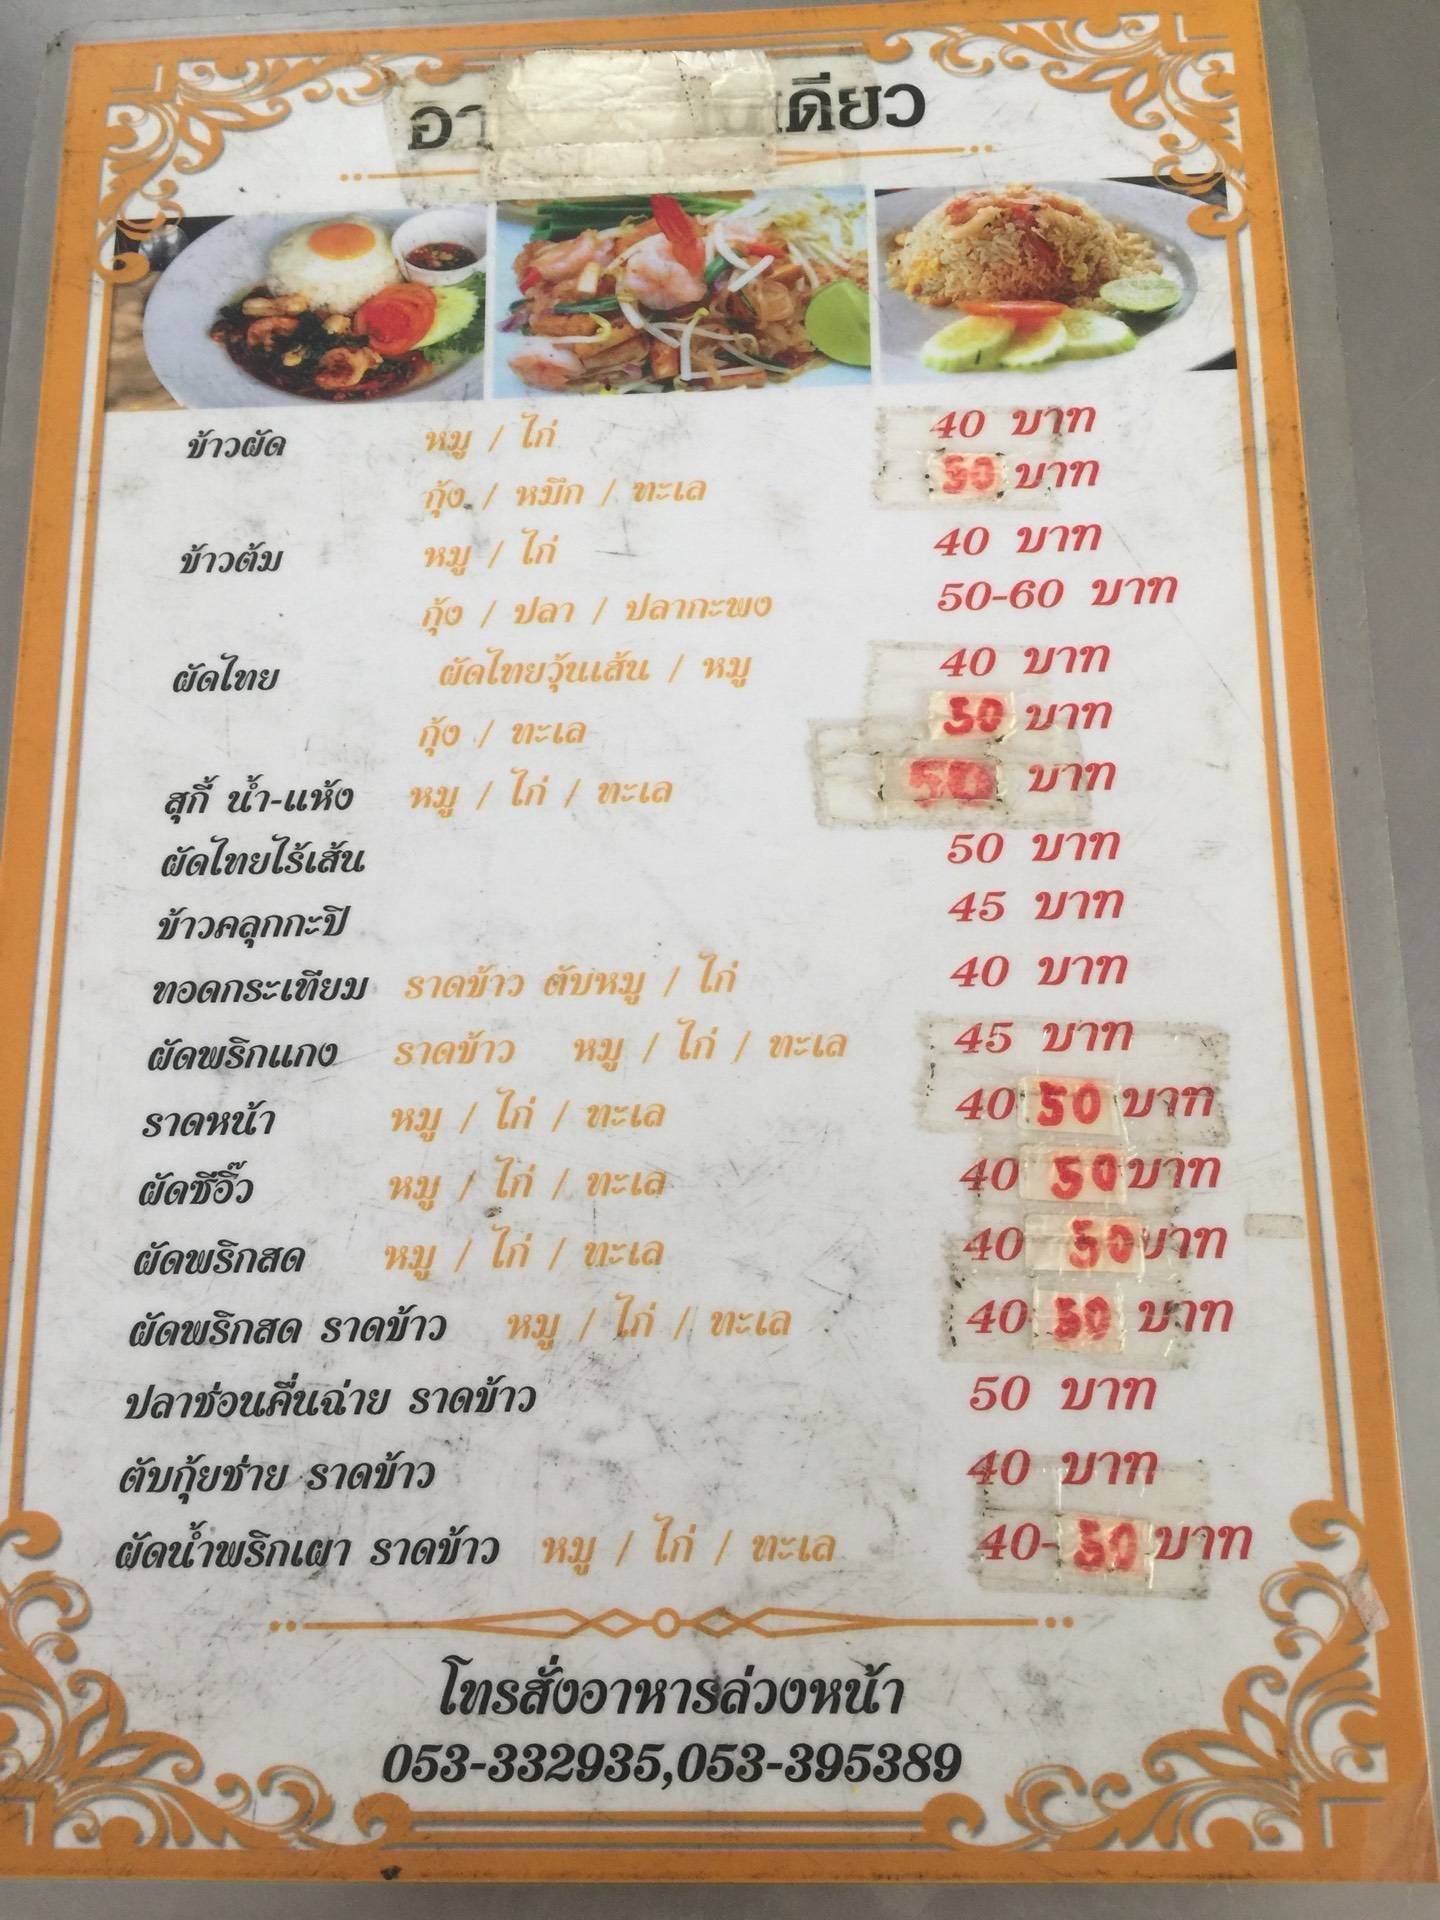 เดียว
ข้าวผัด หมู / ไก่ 40 บาท
กุ้ง / หมึก / ทะเล 50 บาท
ข้าวต้ม หมู / ไก่ 40 บาท
กุ้ง / ปลา / ปลากะพง 50-60 บาท
ผัดไทย ผัดไทยวุ้นเส้น / หมู 40 บาท
กุ้ง / ทะเล 50 บาท
สุกี้ น้ำ-แห้ง หมู / ไก่ / ทะเล 50 บาท
ผัดไทยไร้เส้น 50 บาท
ข้าวคลุกกะปิ 45 บาท
ทอดกระเทียม ราดข้าว ตับหมู / ไก่ 40 บาท
ผัดพริกแกง ราดข้าว หมู / ไก่ / ทะเล 45 บาท
ราดหน้า หมู / ไก่ / ทะเล 40 50 บาท
ผัดซีอิ๊ว หมู / ไก่ / ทะเล 40 50 บาท
ผัดพริกสด หมู / ไก่ / ทะเล 40 50 บาท
ผัดพริกสด ราดข้าว หมู / ไก่ / ทะเล 40 50 บาท
ปลาช่อนคื่นฉ่าย ราดข้าว 50 บาท
ตับกุ้ยช่าย ราดข้าว 40 บาท
ผัดน้ำพริกเผา ราดข้าว หมู / ไก่ / ทะเล 40-50 บาท
โทรสั่งอาหารล่วงหน้า
053-332935,053-395389